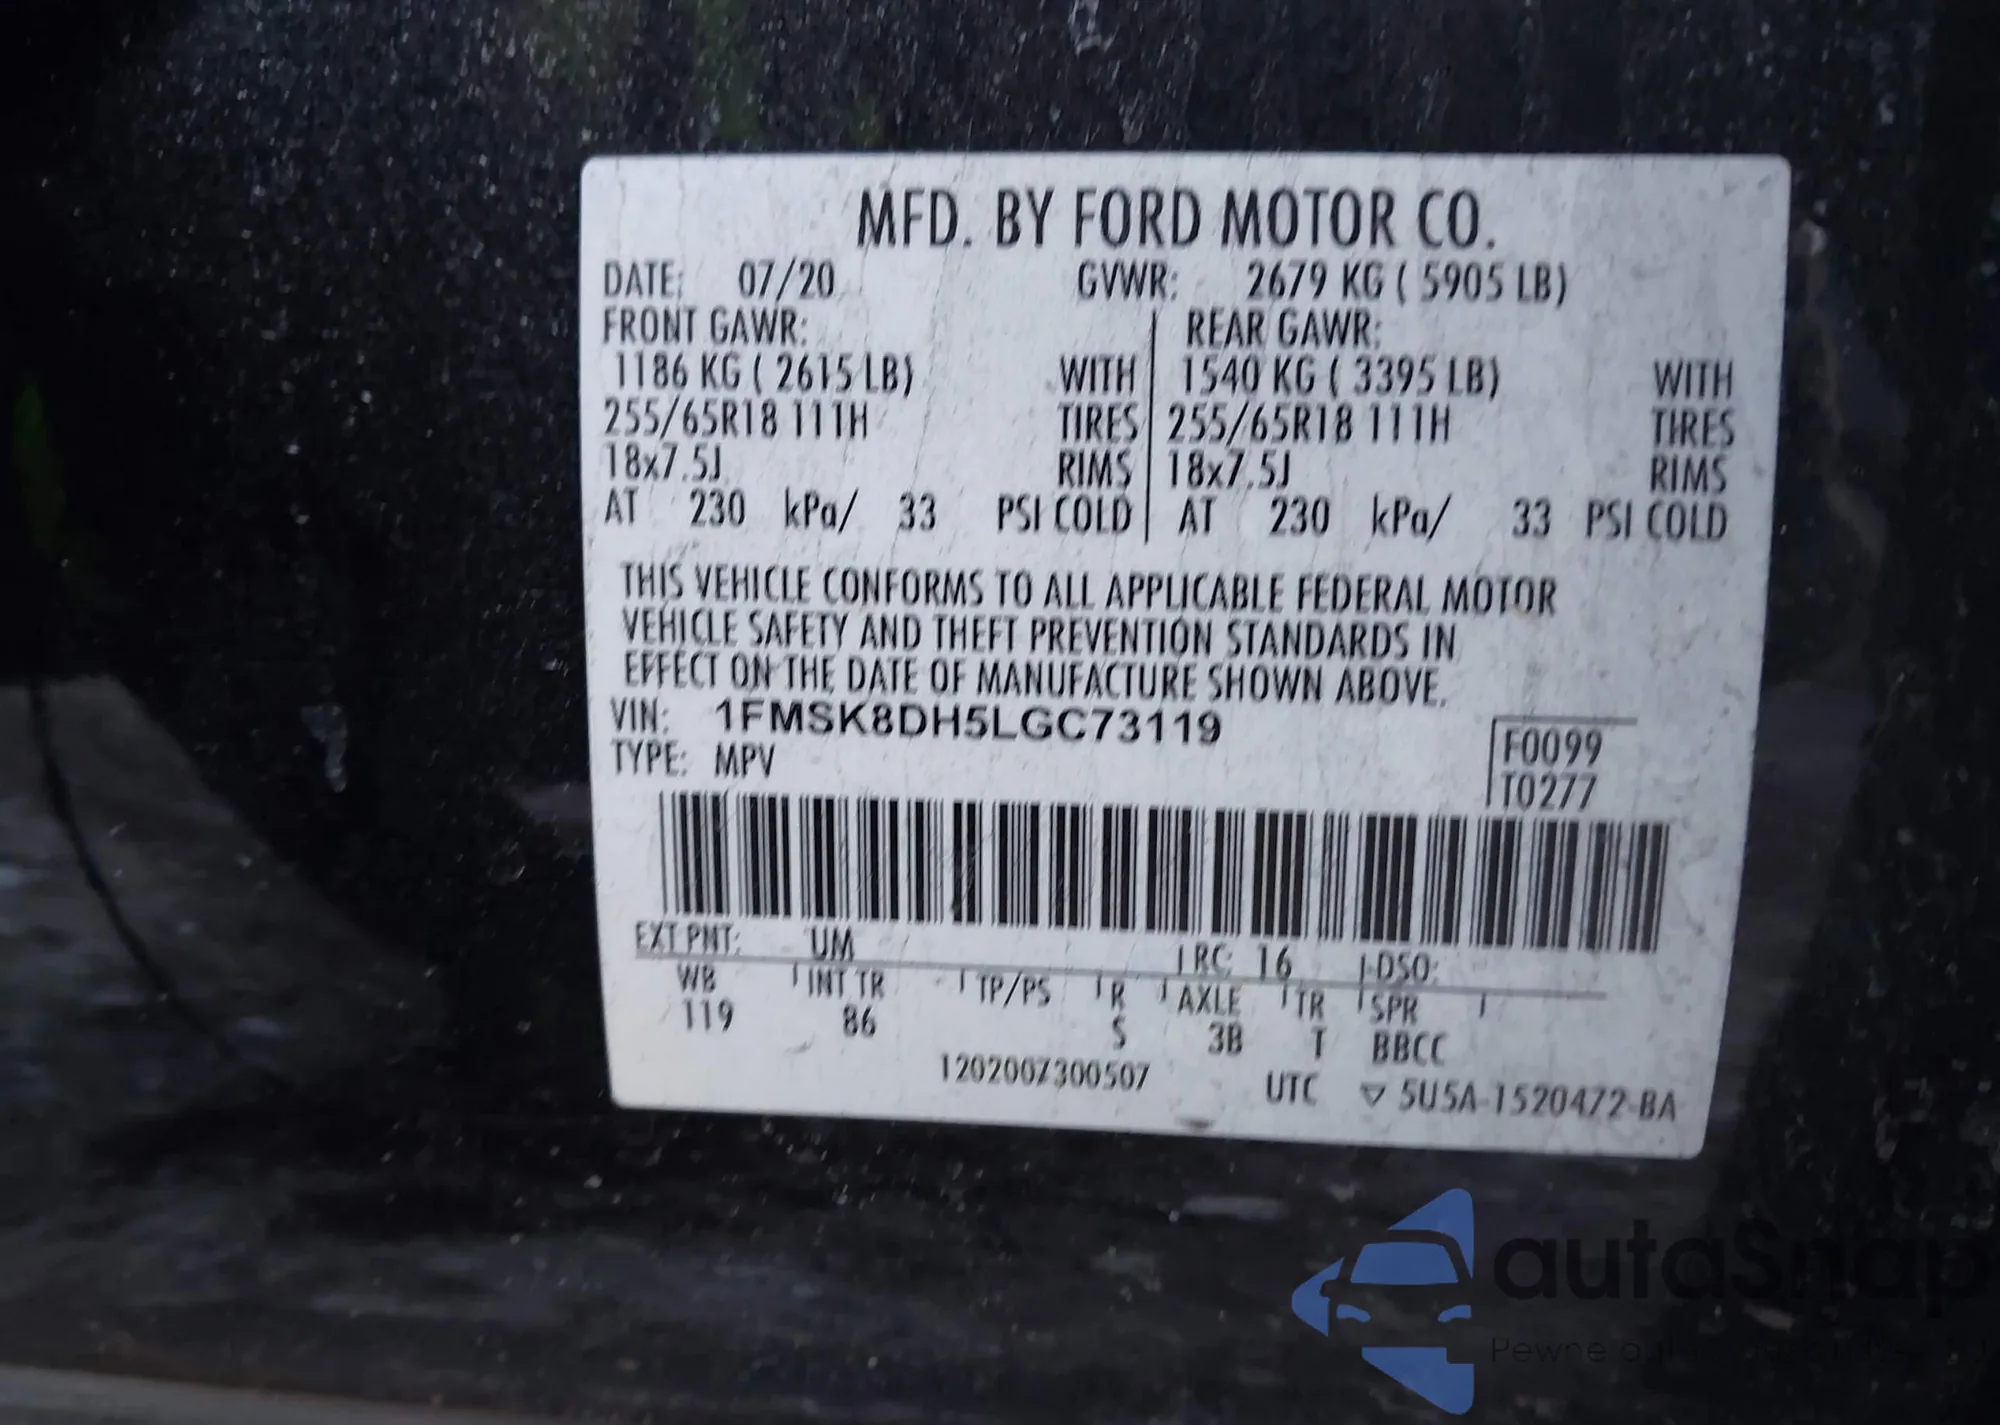 MFD. BY FORD MOTOR CO.
DATE: 07/20 GVWR: 2679 KG ( 5905 LB)
FRONT GAWR: REAR GAWR:
1186 KG ( 2615 LB) WITH 1540 KG ( 3395 LB) WITH
255/65R18 111H TIRES 255/65R18 111H TIRES
18x7.5J RIMS 18x7.5J RIMS
AT 230 kPa/ 33 PSI COLD AT 230 kPa/ 33 PSI COLD
THIS VEHICLE CONFORMS TO ALL APPLICABLE FEDERAL MOTOR
VEHICLE SAFETY AND THEFT PREVENTION STANDARDS IN
EFFECT ON THE DATE OF MANUFACTURE SHOWN ABOVE.
VIN: 1FMSK8DH5LGC73119
TYPE: MPV
F0099
T0277
EXT PNT: UM RC: 16 DSO:
WB INT TR TP/PS R AXLE TR SPR
119 86 S 3B T BBCC
1202007300507
UTC ▽ 5U5A-1520472-BA
autaSnap
Pewne